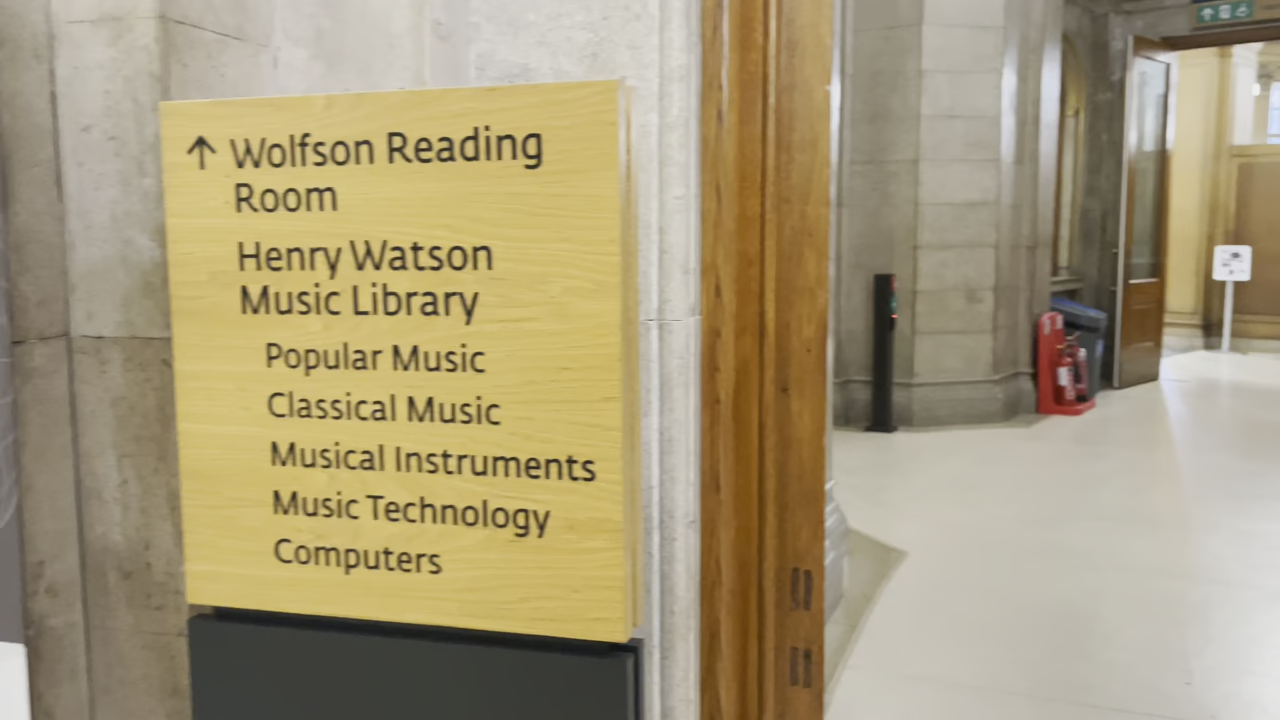 ↑ Wolfson Reading
Room
Henry Watson
Music Library
Popular Music
Classical Music
Musical Instruments
Music Technology
Computers